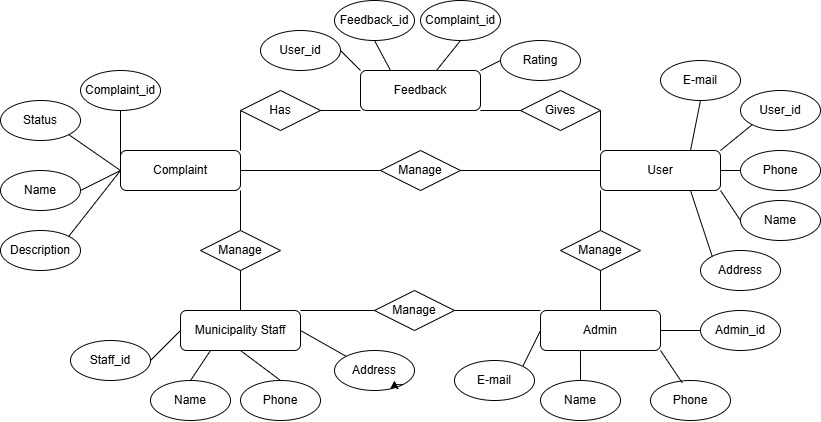 Feedback_id
Complaint_id
User_id
Rating
Feedback
E-mail
Complaint_id
Has
Gives
User_id
Status
Complaint
Manage
User
Phone
Name
Name
Description
Manage
Manage
Address
Manage
Municipality Staff
Admin
Admin_id
Staff_id
Address
E-mail
Name
Phone
Name
Phone